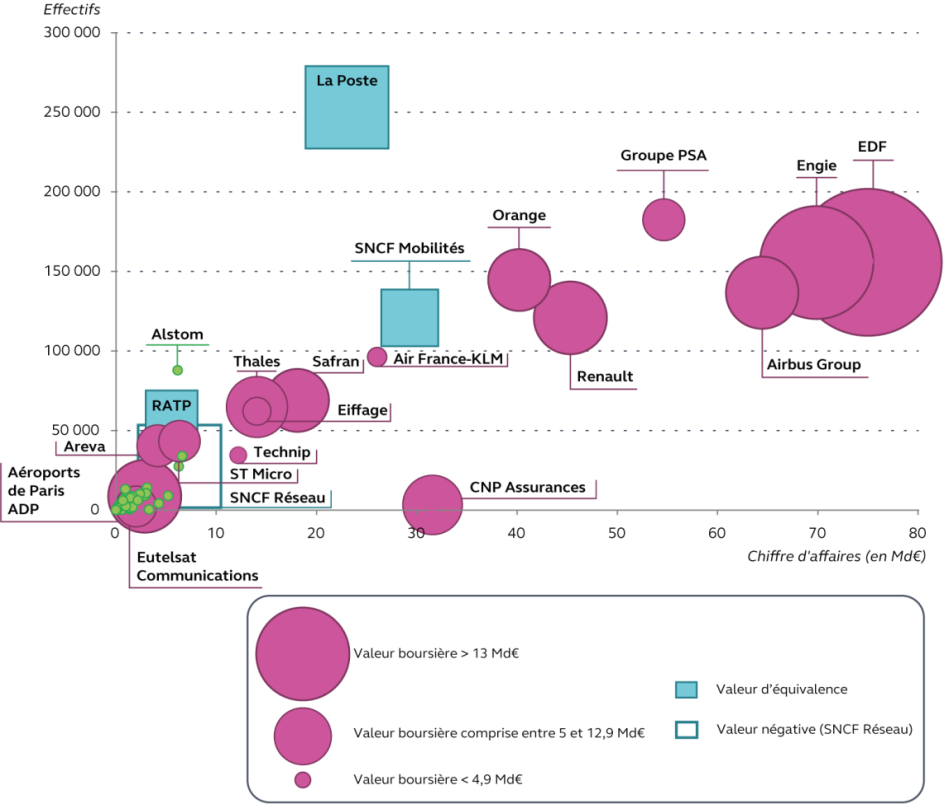 Effectifs
300 000
La Poste
250 000
EDF
Groupe PSA
Engie
200 000
Orange
SNCF Mobilités
150 000
Alstom
100 000
Thales
Safran
Air France-KLM
Renault
Airbus Group
RATP
Eiffage
50 000
Areva
Technip
Aéroports
de Paris
ADP
ST Micro
CNP Assurances
SNCF Réseau
0
0
10
20
30
40
50
60
70
80
Chiffre d'affaires (en Md€)
Eutelsat
Communications
Valeur boursière > 13 Md€
Valeur d'équivalence
Valeur boursière comprise entre 5 et 12,9 Md€
Valeur négative (SNCF Réseau)
Valeur boursière < 4,9 Md€